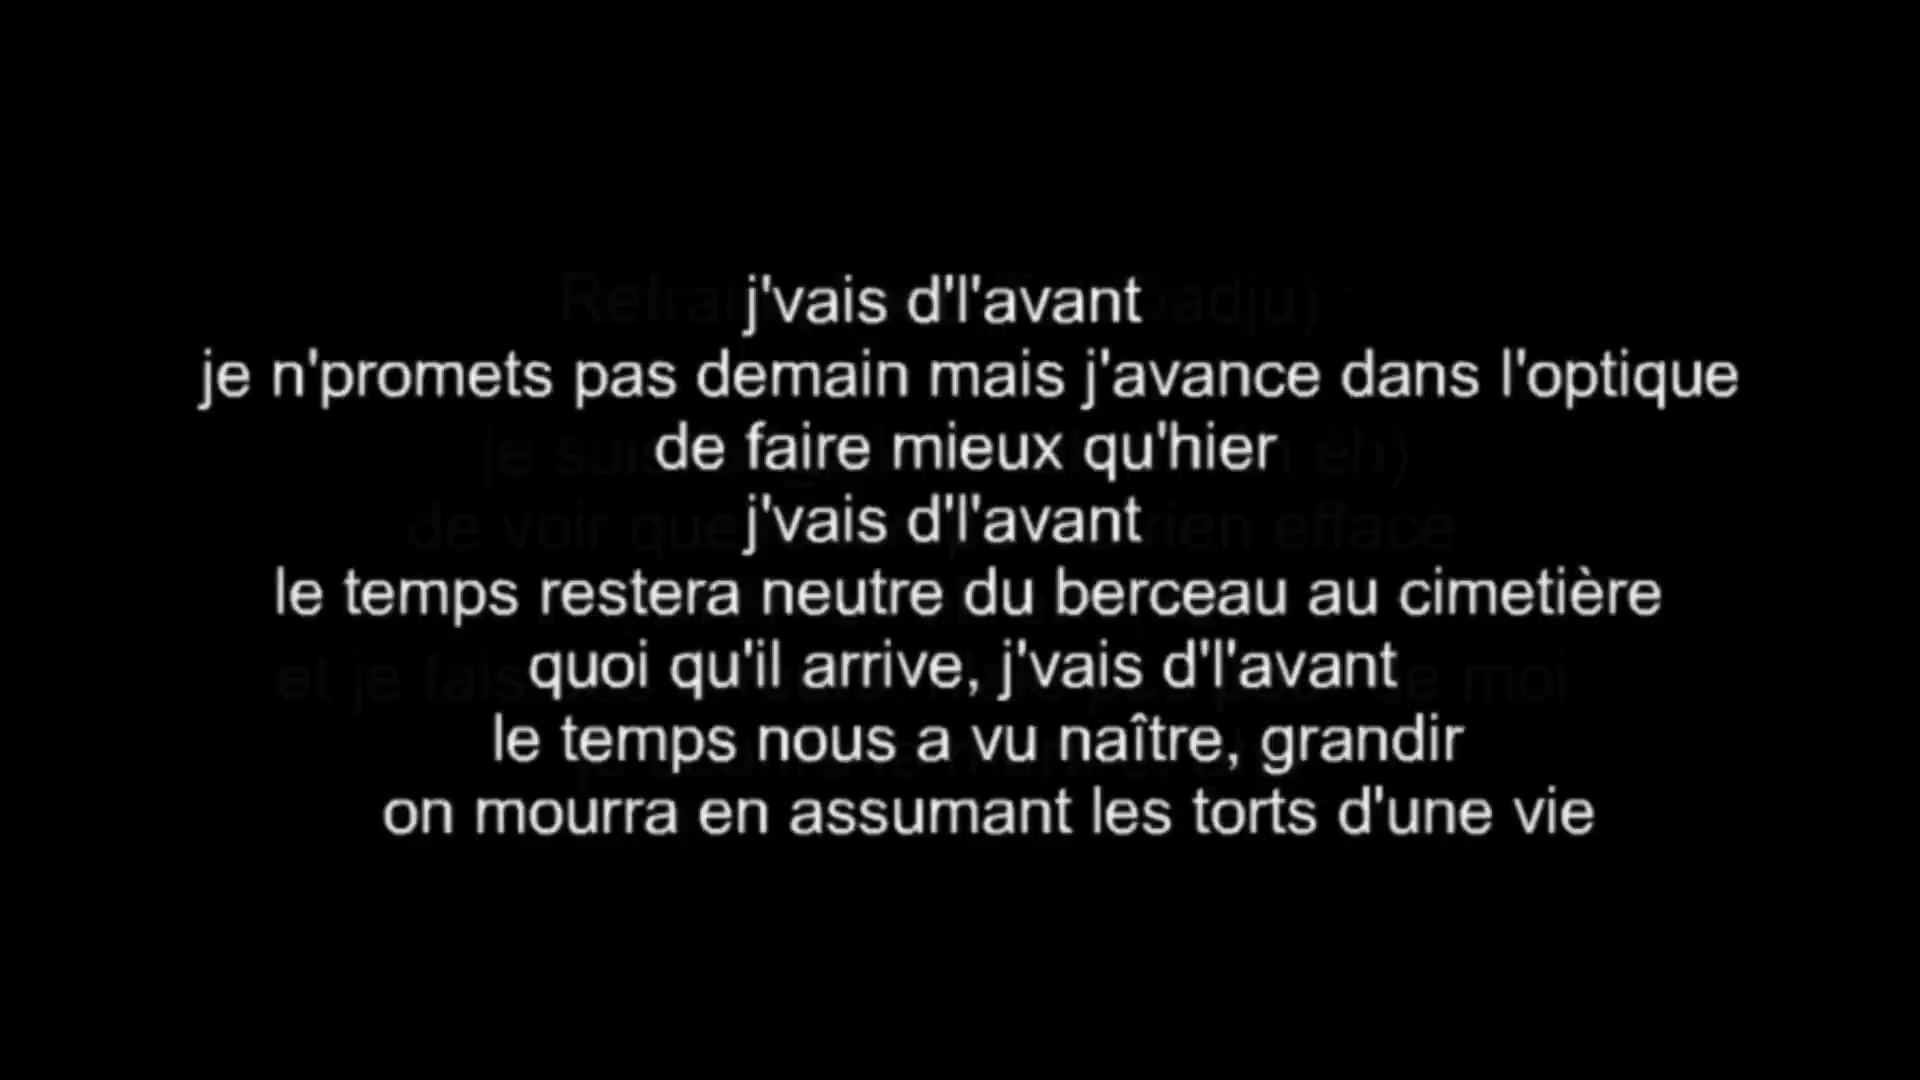 j'vais d'l'avant
je n'promets pas demain mais j'avance dans l'optique
de faire mieux qu'hier
j'vais d'l'avant
le temps restera neutre du berceau au cimetière
quoi qu'il arrive, j'vais d'l'avant
le temps nous a vu naître, grandir
on mourra en assumant les torts d'une vie